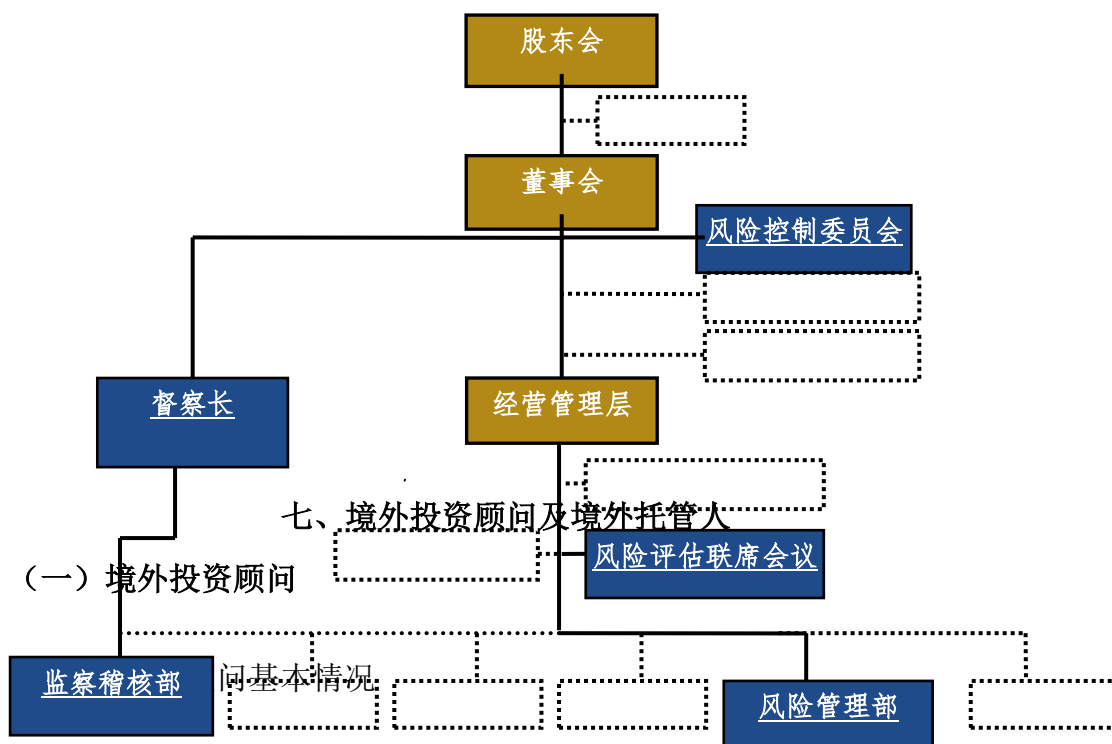 股东会
董事会
风险控制委员会
督察长
经营管理层
七、境外投资顾问及境外托管人
风险评估联席会议
（一）境外投资顾问
监察稽核部
问基本情况
风险管理部